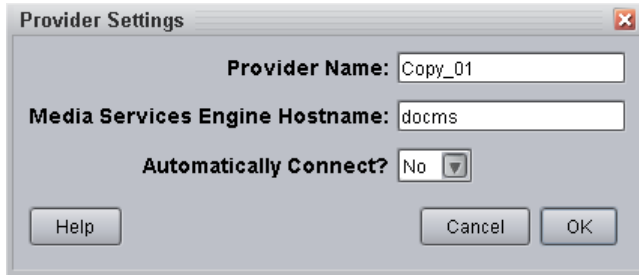 Provider Settings
Provider Name: Copy_01
Media Services Engine Hostname: docms
Automatically Connect? No
Help Cancel OK